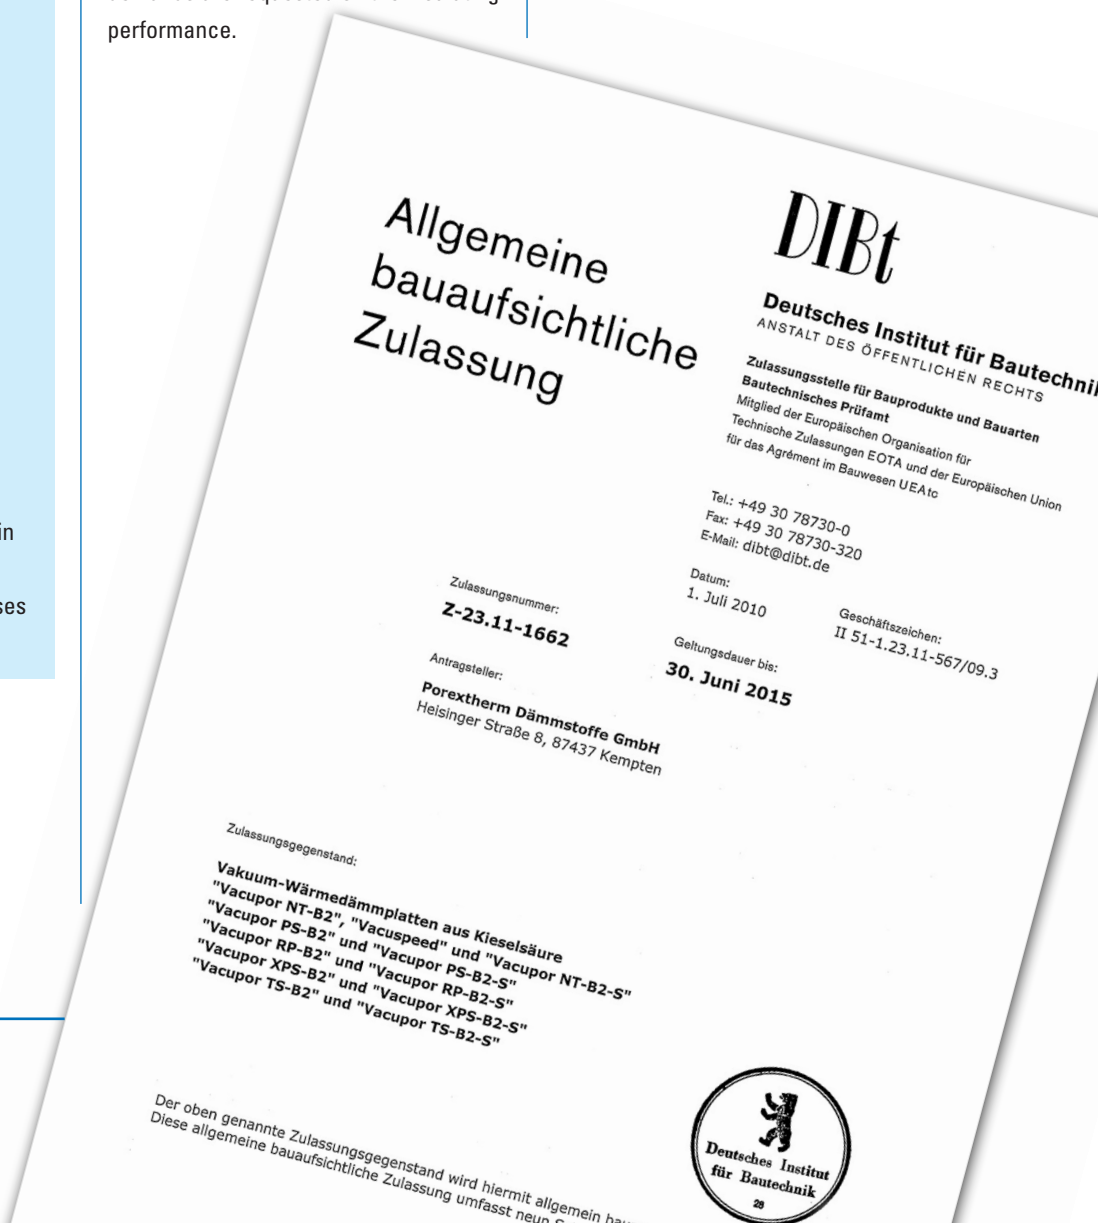 performance.
in
ses
Allgemeine
bauaufsichtliche
Zulassung
DIBt
Deutsches Institut für Bautechnik
ANSTALT DES ÖFFENTLICHEN RECHTS
Zulassungsstelle für Bauprodukte und Bauarten
Bautechnisches Prüfamt
Mitglied der Europäischen Organisation für
Technische Zulassungen EOTA und der Europäischen Union
für das Agrément im Bauwesen UEAtc
Tel.: +49 30 78730-0
Fax: +49 30 78730-320
E-Mail: dibt@dibt.de
Datum:
1. Juli 2010
Geschäftszeichen:
II 51-1.23.11-567/09.3
Zulassungsnummer:
Z-23.11-1662
Geltungsdauer bis:
30. Juni 2015
Antragsteller:
Porextherm Dämmstoffe GmbH
Heisinger Straße 8, 87437 Kempten
Zulassungsgegenstand:
Vakuum-Wärmedämmplatten aus Kieselsäure
"Vacupor NT-B2", "Vacuspeed" und "Vacupor NT-B2-S"
"Vacupor PS-B2" und "Vacupor PS-B2-S"
"Vacupor RP-B2" und "Vacupor RP-B2-S"
"Vacupor XPS-B2" und "Vacupor XPS-B2-S"
"Vacupor TS-B2" und "Vacupor TS-B2-S"
Der oben genannte Zulassungsgegenstand wird hiermit allgemein
Diese allgemeine bauaufsichtliche Zulassung umfasst neun
Deutsches Institut
für Bautechnik
28